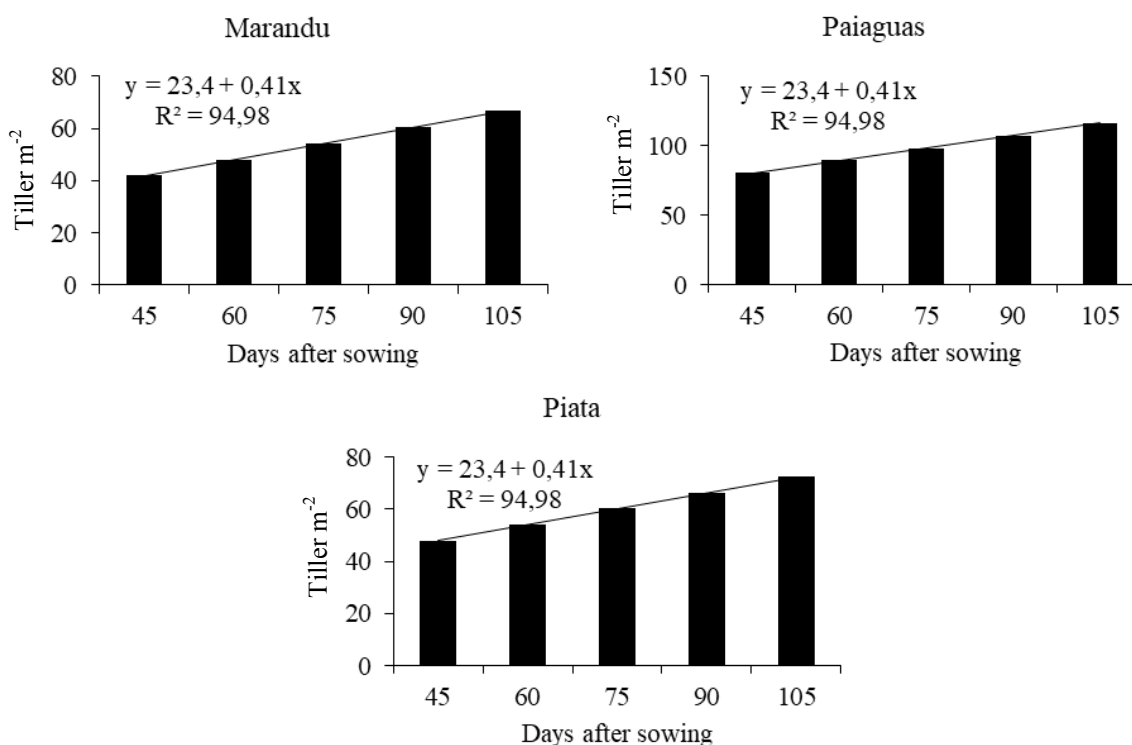 Marandu
y = 23,4 + 0,41x
R² = 94,98
80
60
40
20
0
Tiller m⁻²
45 60 75 90 105
Days after sowing
Paiaguas
y = 23,4 + 0,41x
R² = 94,98
150
100
50
0
Tiller m⁻²
45 60 75 90 105
Days after sowing
Piata
y = 23,4 + 0,41x
R² = 94,98
80
60
40
20
0
Tiller m⁻²
45 60 75 90 105
Days after sowing